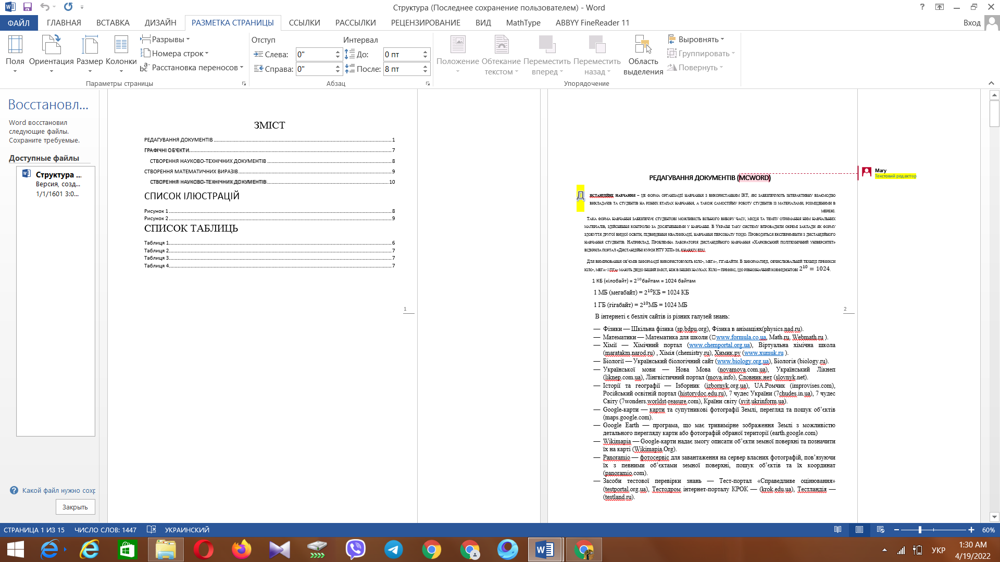 Структура (Последнее сохранение пользователем) - Word
ФАЙЛ ГЛАВНАЯ ВСТАВКА ДИЗАЙН РАЗМЕТКА СТРАНИЦЫ ССЫЛКИ РАССЫЛКИ РЕЦЕНЗИРОВАНИЕ ВИД MathType ABBYY FineReader 11 Вход
Поля Ориентация Размер Колонки
Разрывы
Номера строк
Расстановка переносов
Параметры страницы
Отступ Интервал
Слева: 0" До: 0 пт
Справа: 0" После: 8 пт
Абзац
Положение Обтекание текстом Переместить вперед Переместить назад Область выделения
Выровнять
Группировать
Повернуть
Упорядочение
Восстановл...
Word восстановил
следующие файлы.
Сохраните требуемые.
Доступные файлы
Структура ...
Версия, созд...
1/1/1601 3:0...
Какой файл нужно сохр
Закрыть
ЗМІСТ
РЕДАГУВАННЯ ДОКУМЕНТІВ 1
ГРАФІЧНІ ОБ'ЄКТИ 7
СТВОРЕННЯ НАУКОВО-ТЕХНІЧНИХ ДОКУМЕНТІВ 8
СТВОРЕННЯ МАТЕМАТИЧНИХ ВИРАЗІВ 9
СТВОРЕННЯ НАУКОВО-ТЕХНІЧНИХ ДОКУМЕНТІВ 10
СПИСОК ІЛЮСТРАЦІЙ
Рисунок 1 8
Рисунок 2 9
СПИСОК ТАБЛИЦЬ
Таблиця 1 6
Таблиця 2 7
Таблиця 3 7
Таблиця 4 7
1
РЕДАГУВАННЯ ДОКУМЕНТІВ (MCWORD)
Mary
Текстовий редактор
ДИСТАНЦІЙНЕ НАВЧАННЯ – ЦЕ ФОРМА ОРГАНІЗАЦІЇ НАВЧАННЯ З ВИКОРИСТАННЯМ ІКТ, ЯКІ ЗАБЕЗПЕЧУЮТЬ ІНТЕРАКТИВНУ ВЗАЄМОДІЮ
ВИКЛАДАЧІВ ТА СТУДЕНТІВ НА РІЗНИХ ЕТАПАХ НАВЧАННЯ, А ТАКОЖ САМОСТІЙНУ РОБОТУ СТУДЕНТІВ ІЗ МАТЕРІАЛАМИ, РОЗМІЩЕНИМИ В
МЕРЕЖІ.
ТАКА ФОРМА НАВЧАННЯ ЗАБЕЗПЕЧУЄ СТУДЕНТОВІ МОЖЛИВІСТЬ ВІЛЬНОГО ВИБОРУ ЧАСУ, МІСЦЯ ТА ТЕМПУ ОТРИМАННЯ НИМ НАВЧАЛЬНИХ
МАТЕРІАЛІВ, ЗДІЙСНЕННЯ КОНТРОЛЮ ЗА ДОСЯГНЕННЯМИ У НАВЧАННІ. В УКРАЇНІ ТАКУ СИСТЕМУ ВПРОВАДИЛИ ОКРЕМІ ЗАКЛАДИ ЯК ФОРМУ
ЗДОБУТТЯ ДРУГОЇ ВИЩОЇ ОСВІТИ, ПІДВИЩЕННЯ КВАЛІФІКАЦІЇ, НАВЧАННЯ ПЕРСОНАЛУ ТОЩО. ПРОВОДЯТЬСЯ ЕКСПЕРИМЕНТИ З ДИСТАНЦІЙНОГО
НАВЧАННЯ СТУДЕНТІВ. НАПРИКЛАД, ПРОБЛЕМНА ЛАБОРАТОРІЯ ДИСТАНЦІЙНОГО НАВЧАННЯ «ХАРКІВСЬКИЙ ПОЛІТЕХНІЧНИЙ УНІВЕРСИТЕТ»
ВІДКРИЛА ПОРТАЛ «ДИСТАНЦІЙНІ КУРСИ НТУ ХПІ» DL.KHARKIV.EDU
ДЛЯ ВИМІРЮВАННЯ ОБ'ЄМІВ ІНФОРМАЦІЇ ВИКОРИСТОВУЮТЬ КІЛО-, МЕГА-, ГІГАБАЙТИ. В ІНФОРМАТИЦІ, ОБЧИСЛЮВАЛЬНІЙ ТЕХНІЦІ ПРЕФІКСИ
КІЛО-, МЕГА- І ГІГА- МАЮТЬ ДЕЩО ІНШИЙ ЗМІСТ, НІЖ В ІНШИХ НАУКАХ. КІЛО – ПРЕФІКС, ЩО РІВНОЗНАЧНИЙ КОЕФІЦІЄНТОВІ 2¹⁰ = 1024.
1 КБ (кілобайт) = 2¹⁰байтам = 1024 байтам
1 МБ (мегабайт) = 2¹⁰КБ = 1024 КБ
1 ГБ (гігабайт) = 2¹⁰МБ = 1024 МБ
В інтернеті є безліч сайтів із різних галузей знань:
— Фізики — Шкільна фізика (sp.bdpu.org), Фізика в анімаціях(physics.nad.ru).
— Математики — Математика для школи (www.formula.co.ua, Math.ru, Webmath.ru ).
— Хімії — Хімічний портал (www.chemportal.org.ua), Віртуальна хімічна школа
(maratakm.narod.ru) , Хімія (chemistry.ru), Химик.ру (www.xumuk.ru ).
— Біології — Український біологічний сайт (www.biology.org.ua), Біологія (biology.ru).
— Української мови — Нова Мова (novamova.com.ua), Український Лікнеп
(liknep.com.ua), Лінгвістичний портал (mova.info), Словник.нет (slovnyk.net).
— Історії та географії — Ізборник (izbornyk.org.ua), UA.Ромчик (improvises.com),
Російський освітній портал (historydoc.edu.ru), 7 чудес України (7chudes.in.ua), 7 чудес
Світу (7wonders.worldst-reasure.com), Країни світу (svit.ukrinform.ua).
— Google-карти — карти та супутникові фотографії Землі, перегляд та пошук об'єктів
(maps.google.com).
— Google Earth — програма, що має тривимірне зображення Землі з можливістю
детального перегляду карти або фотографій обраної території (earth.google.com)
— Wikimapia — Google-карти надає змогу описати об'єкти земної поверхні та позначити
їх на карті (Wikimapia.Org).
— Panoramio — фотосервіс для завантаження на сервер власних фотографій, пов'язуючи
їх з певними об'єктами земної поверхні, пошук об'єктів та їх координат
(panoramio.com).
— Засоби тестової перевірки знань — Тест-портал «Справедливе оцінювання»
(testportal.org.ua), Тестодром інтернет-порталу КРОК — (krok.edu.ua), Тестландія —
(testland.ru).
2
СТРАНИЦА 1 ИЗ 15 ЧИСЛО СЛОВ: 1447 УКРАИНСКИЙ 60%
УКР 1:30 AM
4/19/2022